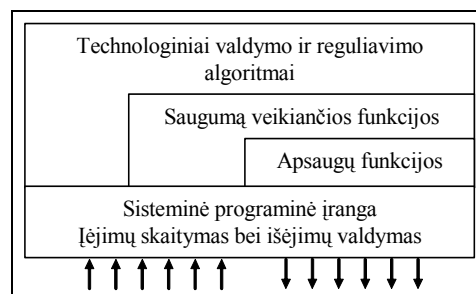 Technologiniai valdymo ir reguliavimo
algoritmai
Saugumą veikiančios funkcijos
Apsaugų funkcijos
Sisteminė programinė įranga
Įėjimų skaitymas bei išėjimų valdymas